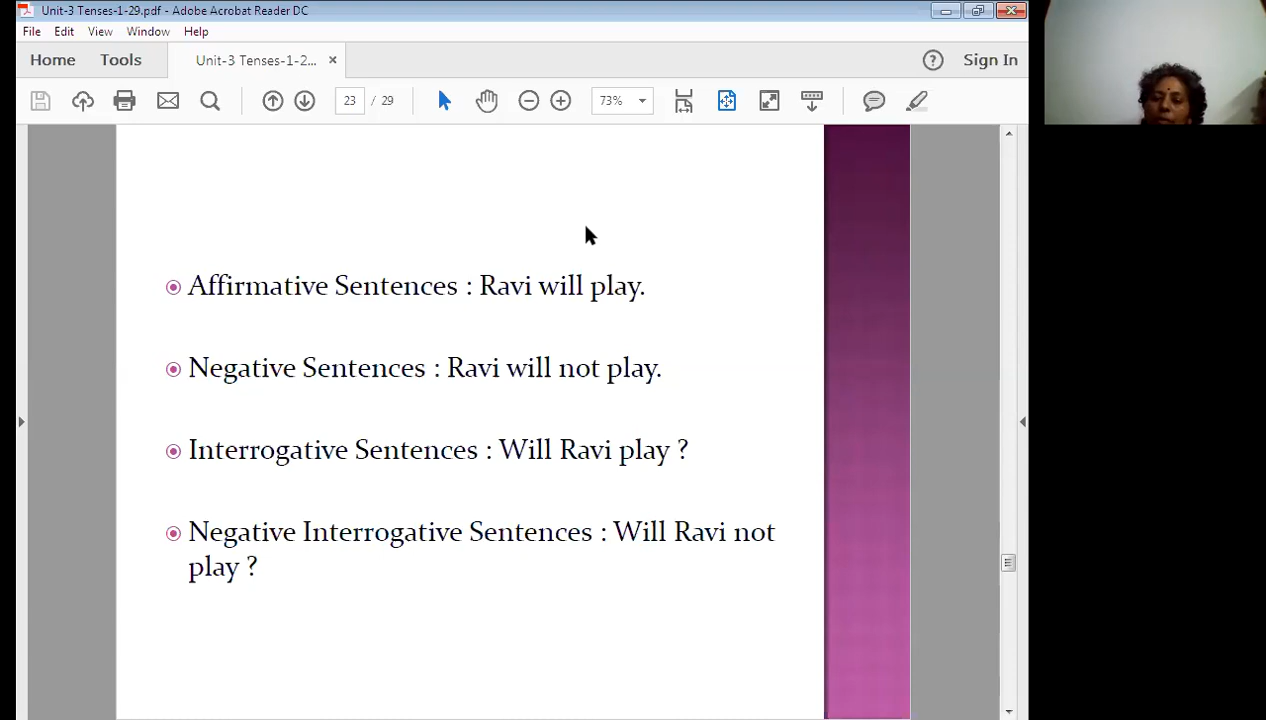 Unit-3 Tenses-1-29.pdf - Adobe Acrobat Reader DC
File Edit View Window Help
Home Tools Unit-3 Tenses-1-2... × Sign In
23 / 29 73%
Affirmative Sentences : Ravi will play.
Negative Sentences : Ravi will not play.
Interrogative Sentences : Will Ravi play ?
Negative Interrogative Sentences : Will Ravi not
play ?